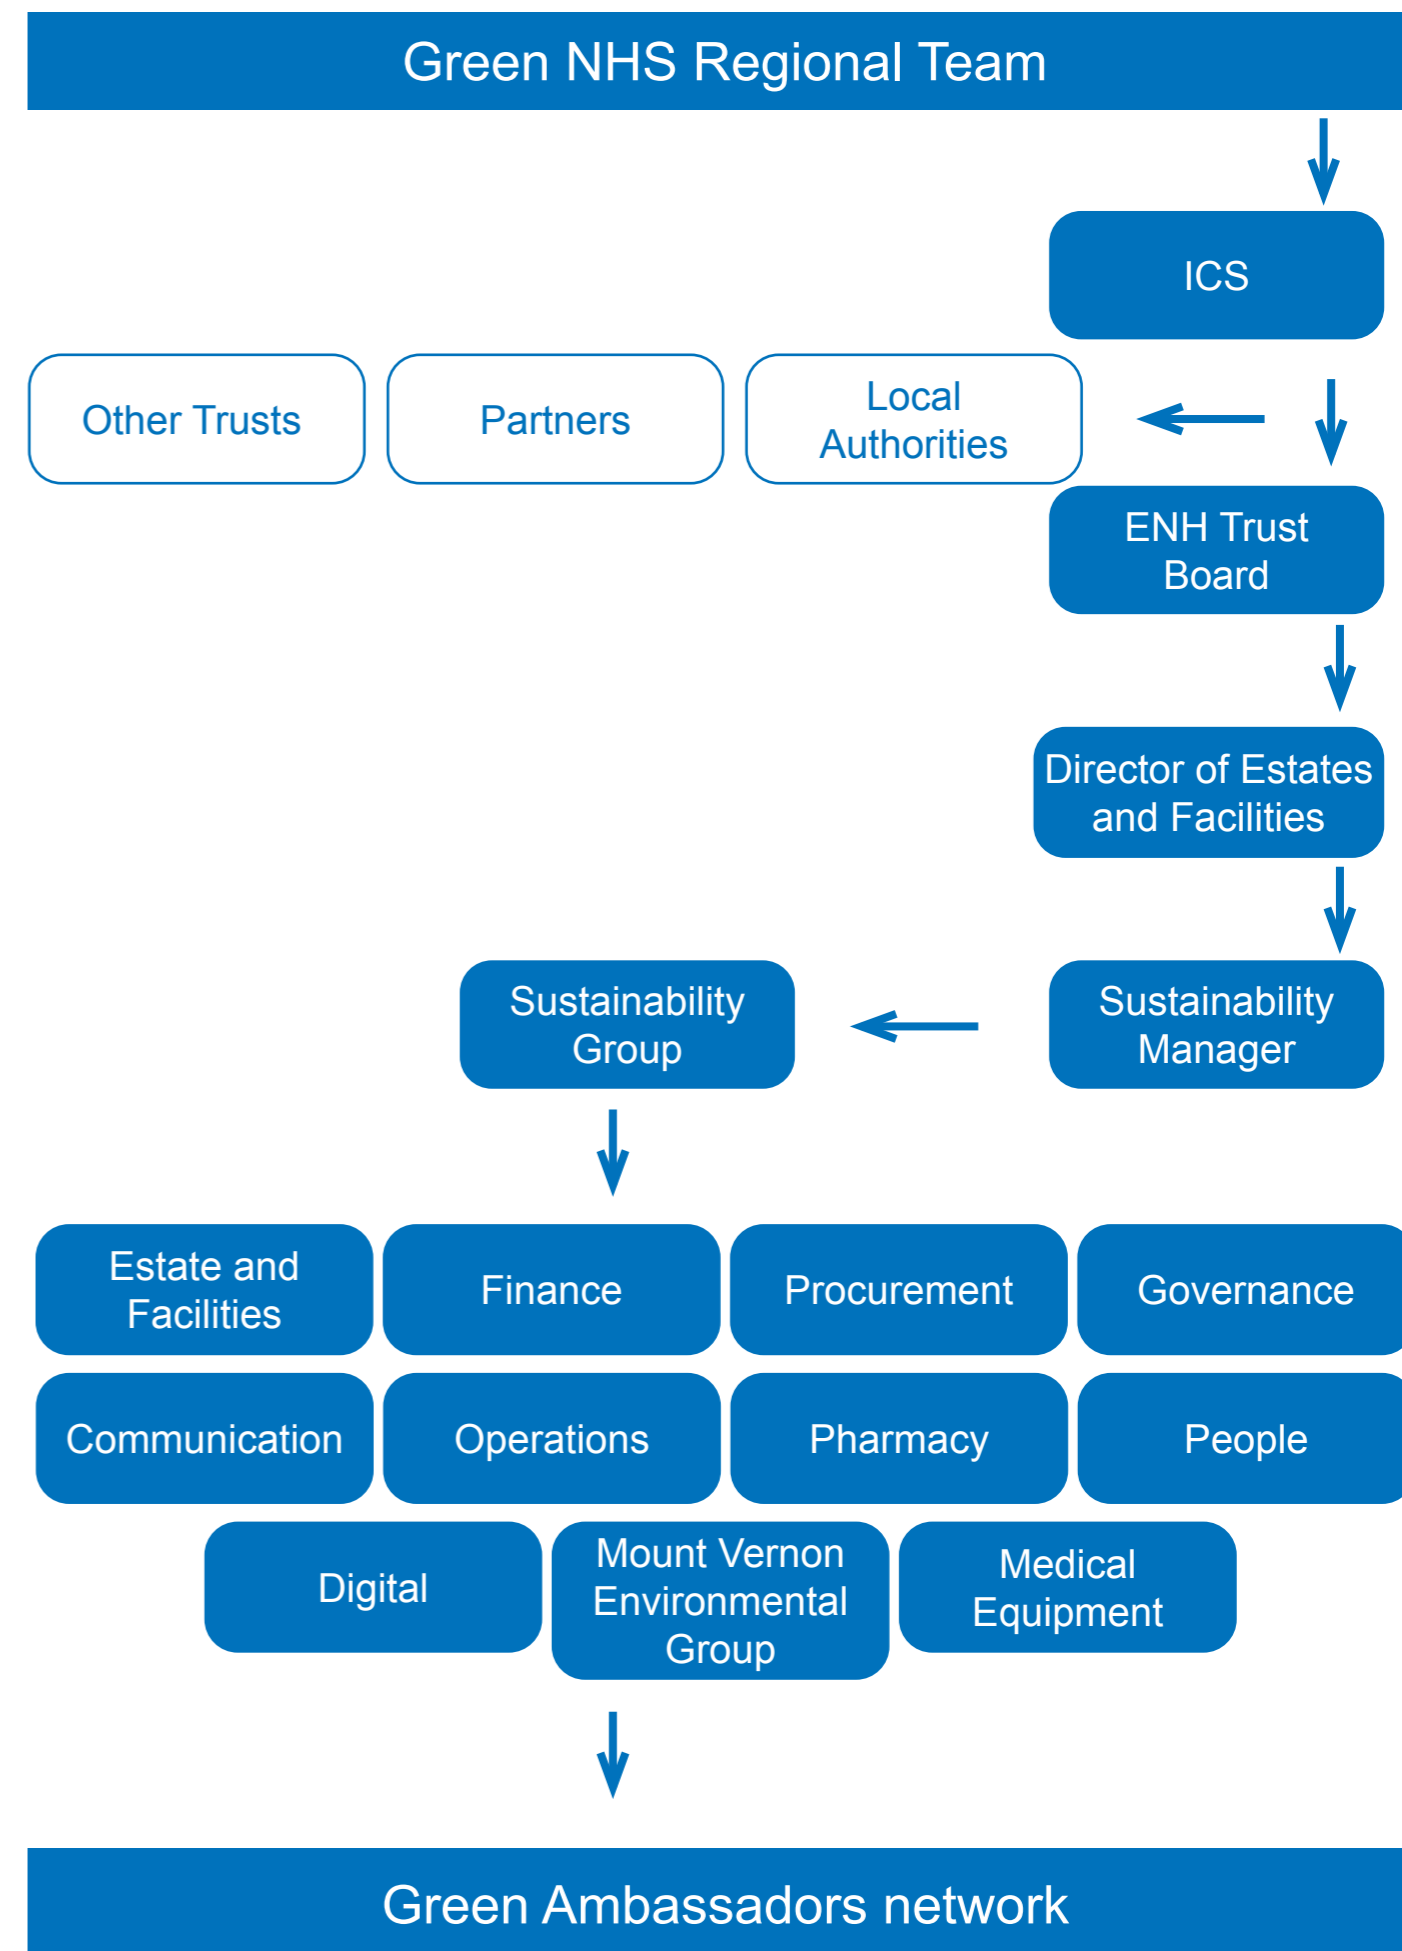 Green NHS Regional Team
ICS
Other Trusts
Partners
Local
Authorities
ENH Trust
Board
Director of Estates
and Facilities
Sustainability
Group
Sustainability
Manager
Estate and
Facilities
Finance
Procurement
Governance
Communication
Operations
Pharmacy
People
Digital
Mount Vernon
Environmental
Group
Medical
Equipment
Green Ambassadors network